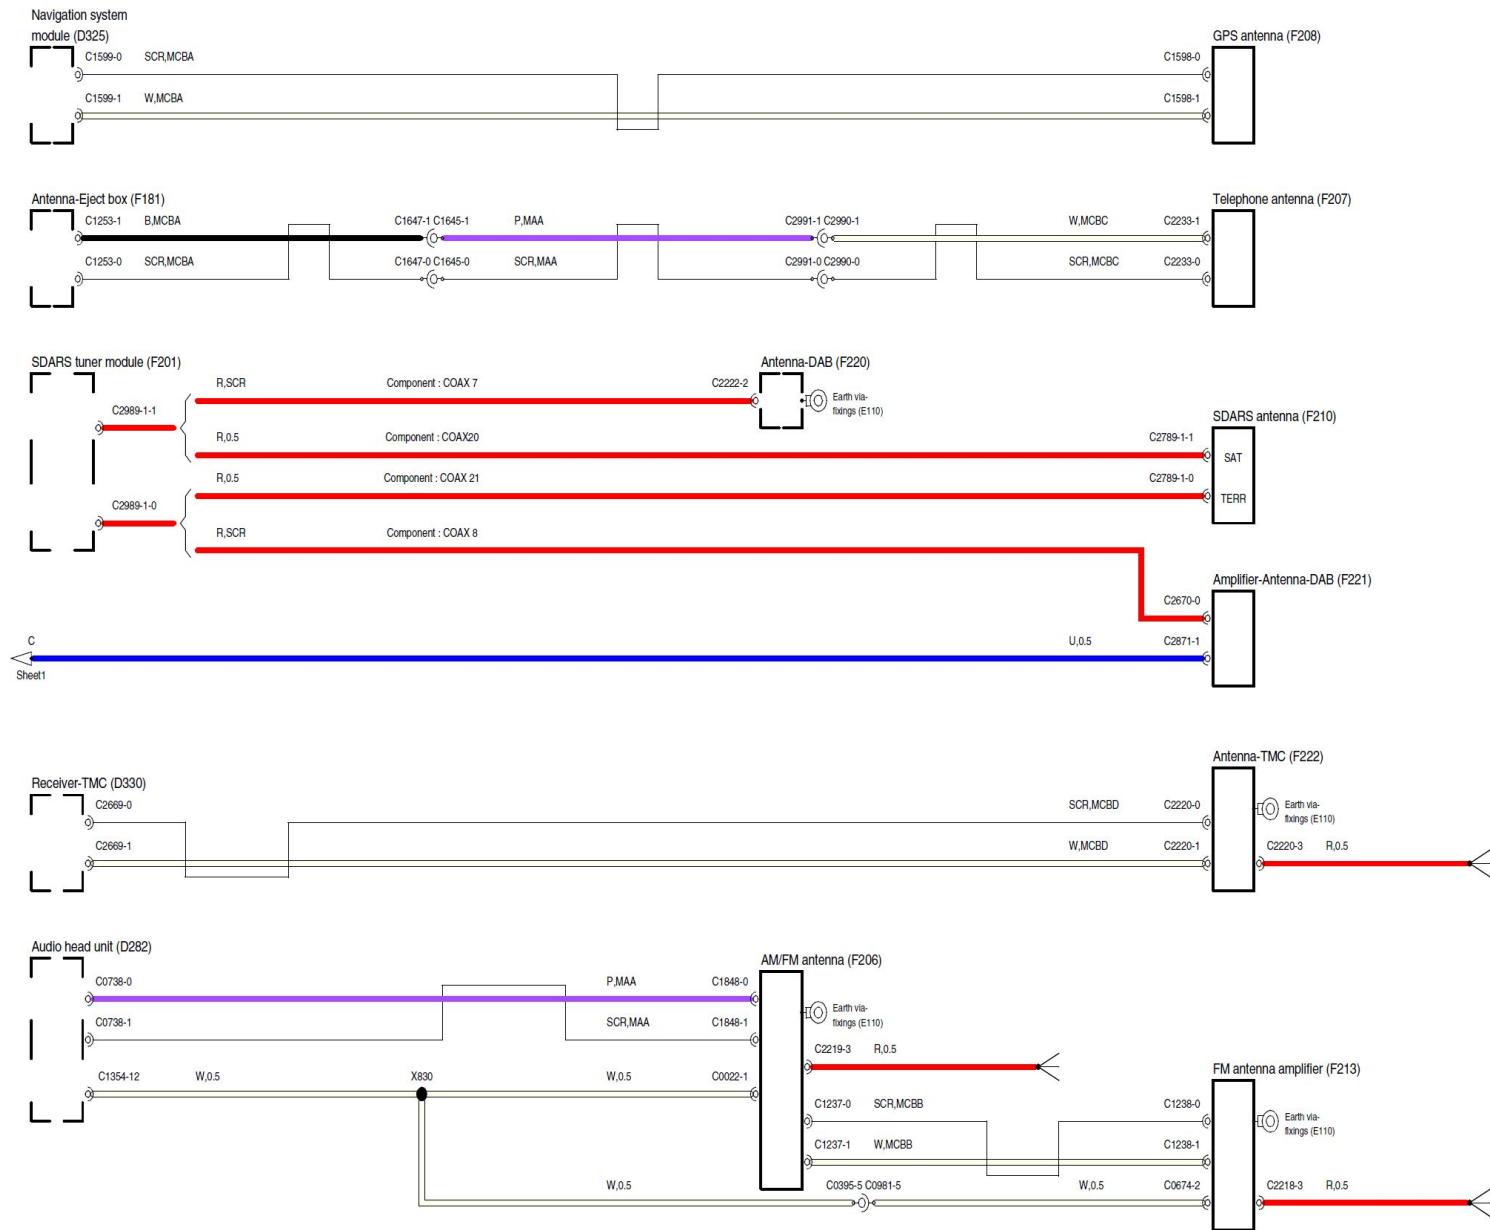 Navigation system
module (D325)
C1599-0 SCR,MCBA
GPS antenna (F208)
C1598-0
C1599-1 W,MCBA
C1598-1
Antenna-Eject box (F181)
Telephone antenna (F207)
C1253-1 B,MCBA C1647-1 C1645-1 P,MAA C2991-1 C2990-1 W,MCBC C2233-1
C1253-0 SCR,MCBA C1647-0 C1645-0 SCR,MAA C2991-0 C2990-0 SCR,MCBC C2233-0
SDARS tuner module (F201)
Antenna-DAB (F220)
R,SCR Component : COAX 7 C2222-2
Earth via-
fixings (E110)
C2989-1-1
SDARS antenna (F210)
R,0.5 Component : COAX20 C2789-1-1
SAT
R,0.5 Component : COAX 21 C2789-1-0
TERR
C2989-1-0
R,SCR Component : COAX 8
Amplifier-Antenna-DAB (F221)
C2670-0
C U,0.5 C2871-1
Sheet1
Antenna-TMC (F222)
Receiver-TMC (D330)
C2669-0 SCR,MCBD C2220-0
Earth via-
fixings (E110)
C2669-1 W,MCBD C2220-1 C2220-3 R,0.5
Audio head unit (D282)
AM/FM antenna (F206)
C0738-0 P,MAA C1848-0
Earth via-
fixings (E110)
C0738-1 SCR,MAA C1848-1
C2219-3 R,0.5
C1354-12 W,0.5 X830 W,0.5 C0022-1
FM antenna amplifier (F213)
C1237-0 SCR,MCBB C1238-0
Earth via-
fixings (E110)
C1237-1 W,MCBB C1238-1
W,0.5 C0395-5 C0981-5 W,0.5 C0674-2 C2218-3 R,0.5